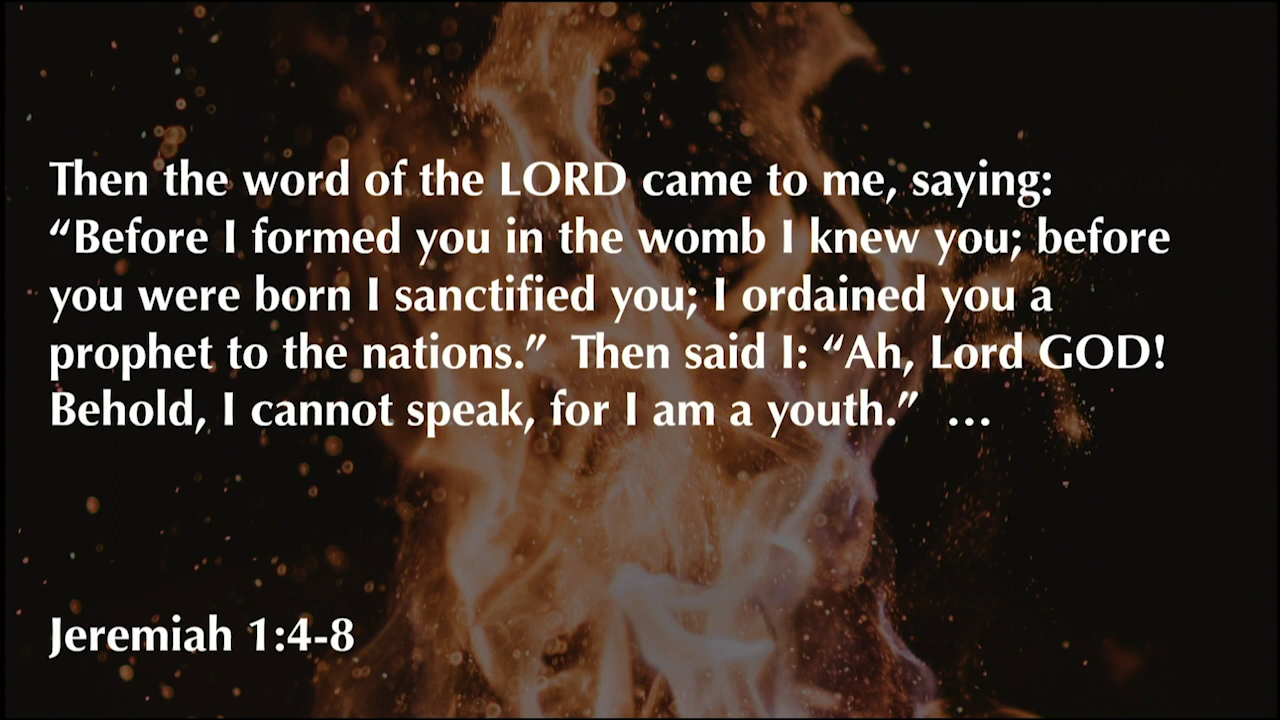 Then the word of the LORD came to me, saying:
“Before I formed you in the womb I knew you; before
you were born I sanctified you; I ordained you a
prophet to the nations.”  Then said I: “Ah, Lord GOD!
Behold, I cannot speak, for I am a youth.”   …
Jeremiah 1:4-8